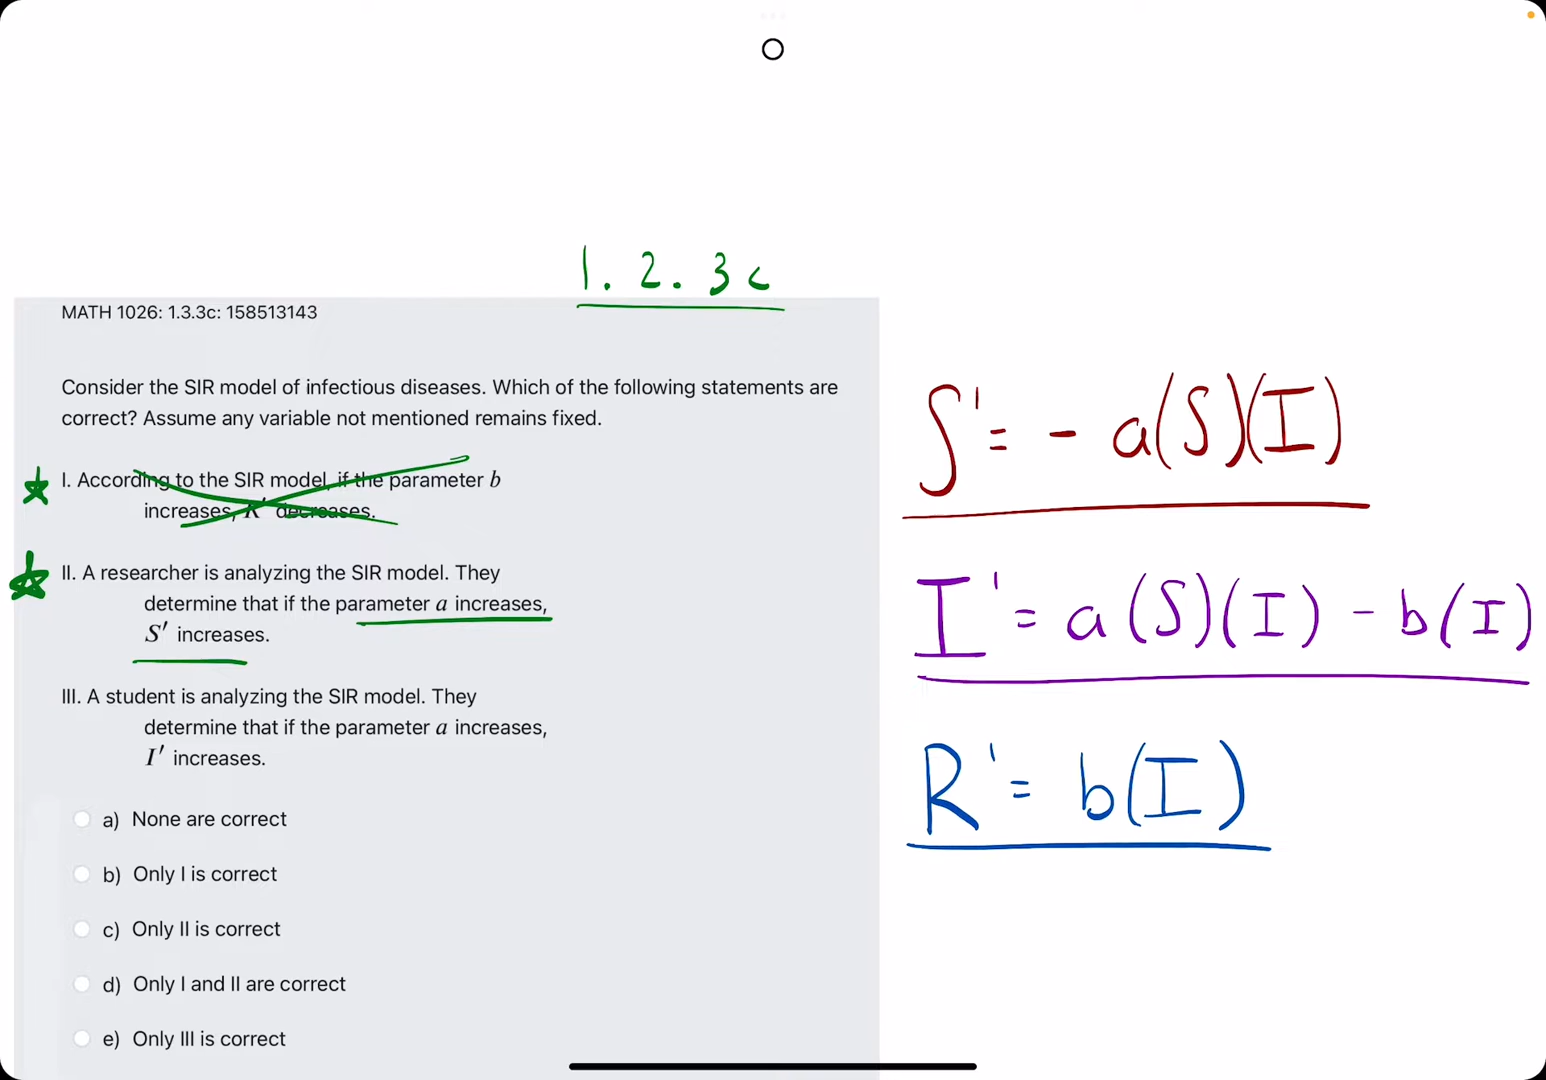 1. 2. 3c
MATH 1026: 1.3.3c: 158513143
Consider the SIR model of infectious diseases. Which of the following statements are
correct? Assume any variable not mentioned remains fixed.
I. According to the SIR model, if the parameter b
increases, R' decreases.
II. A researcher is analyzing the SIR model. They
determine that if the parameter a increases,
S' increases.
III. A student is analyzing the SIR model. They
determine that if the parameter a increases,
I' increases.
a) None are correct
b) Only I is correct
c) Only II is correct
d) Only I and II are correct
e) Only III is correct
S' = - a(S)(I)
I' = a(S)(I) - b(I)
R' = b(I)